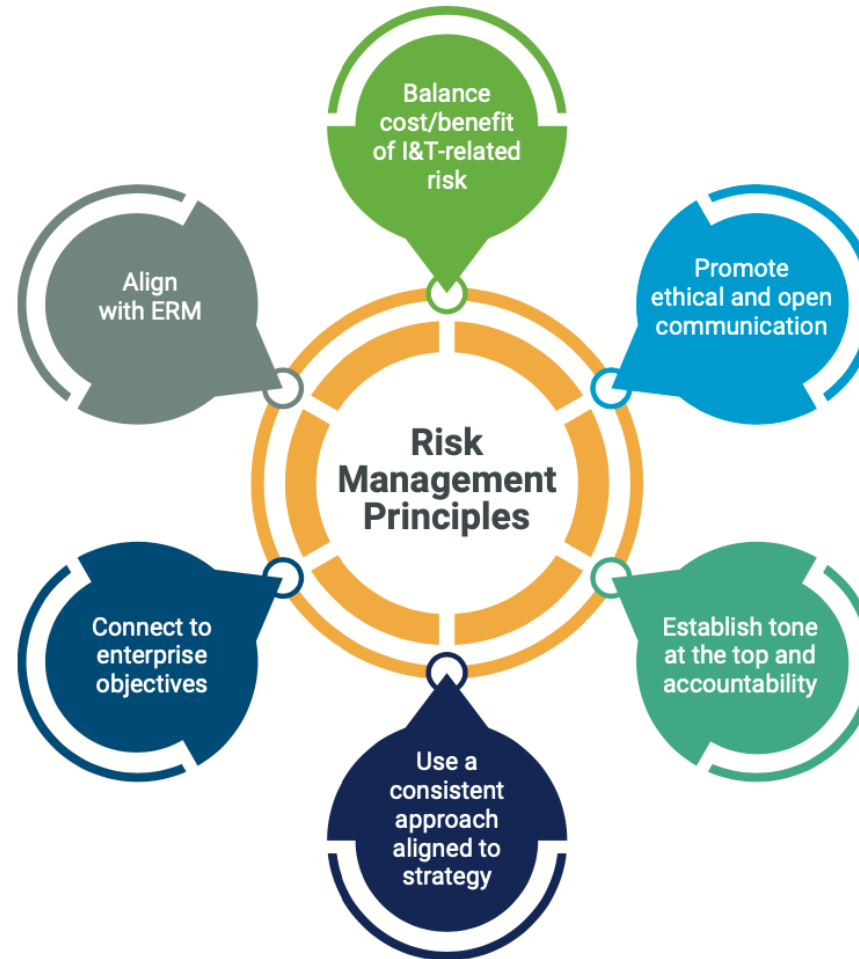 Balance
cost/benefit
of I&T-related
risk
Promote
ethical and open
communication
Establish tone
at the top and
accountability
Use a
consistent
approach
aligned to
strategy
Connect to
enterprise
objectives
Align
with ERM
Risk
Management
Principles